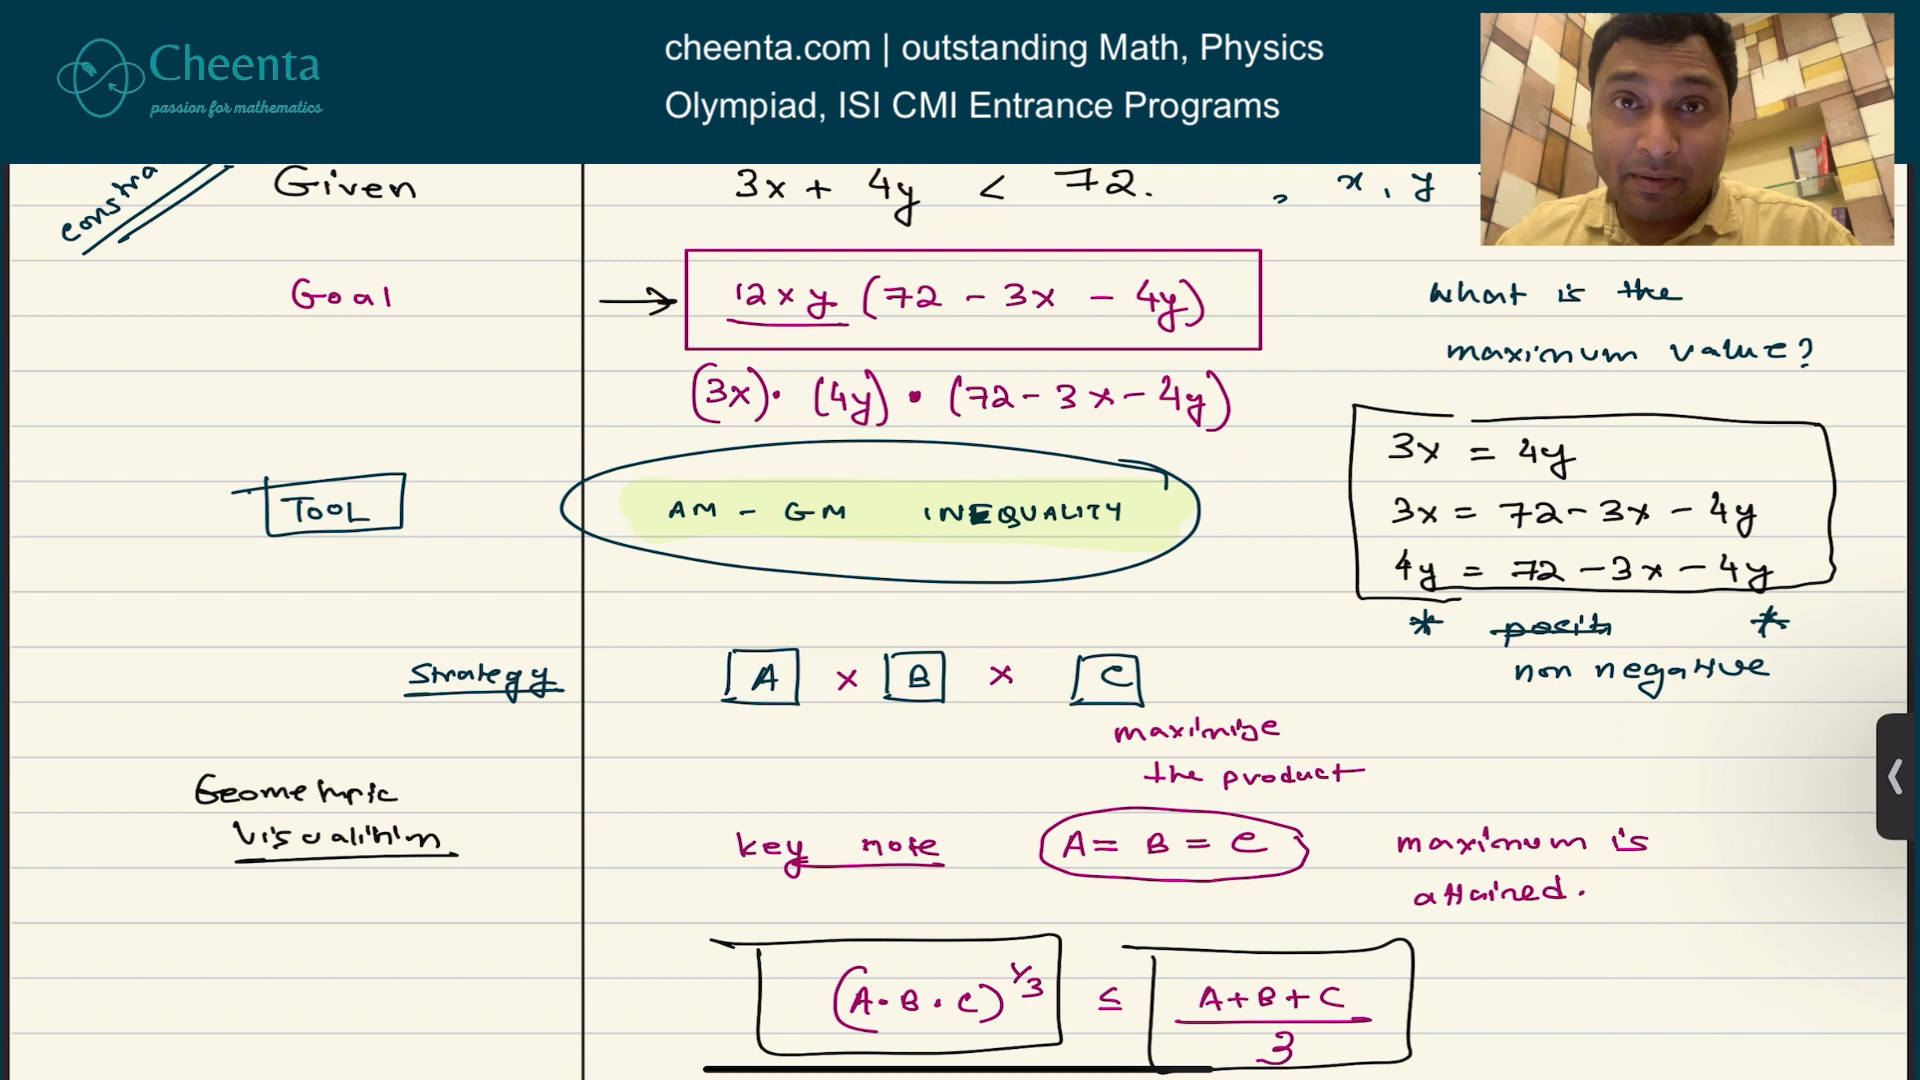 Cheenta
passion for mathematics
cheenta.com | outstanding Math, Physics
Olympiad, ISI CMI Entrance Programs
constra
Given
3x + 4y < 72. , x, y
Goal
→ 12xy (72 - 3x - 4y)
What is the
maximum value?
(3x) · (4y) · (72 - 3x - 4y)
3x = 4y
3x = 72 - 3x - 4y
4y = 72 - 3x - 4y
TOOL
AM - GM INEQUALITY
* posit *
non negative
Strategy
A x B x C
maximize
the product
Geometric
key note A = B = C maximum is
attained.
(A · B · C)^1/3 ≤ A + B + C / 3